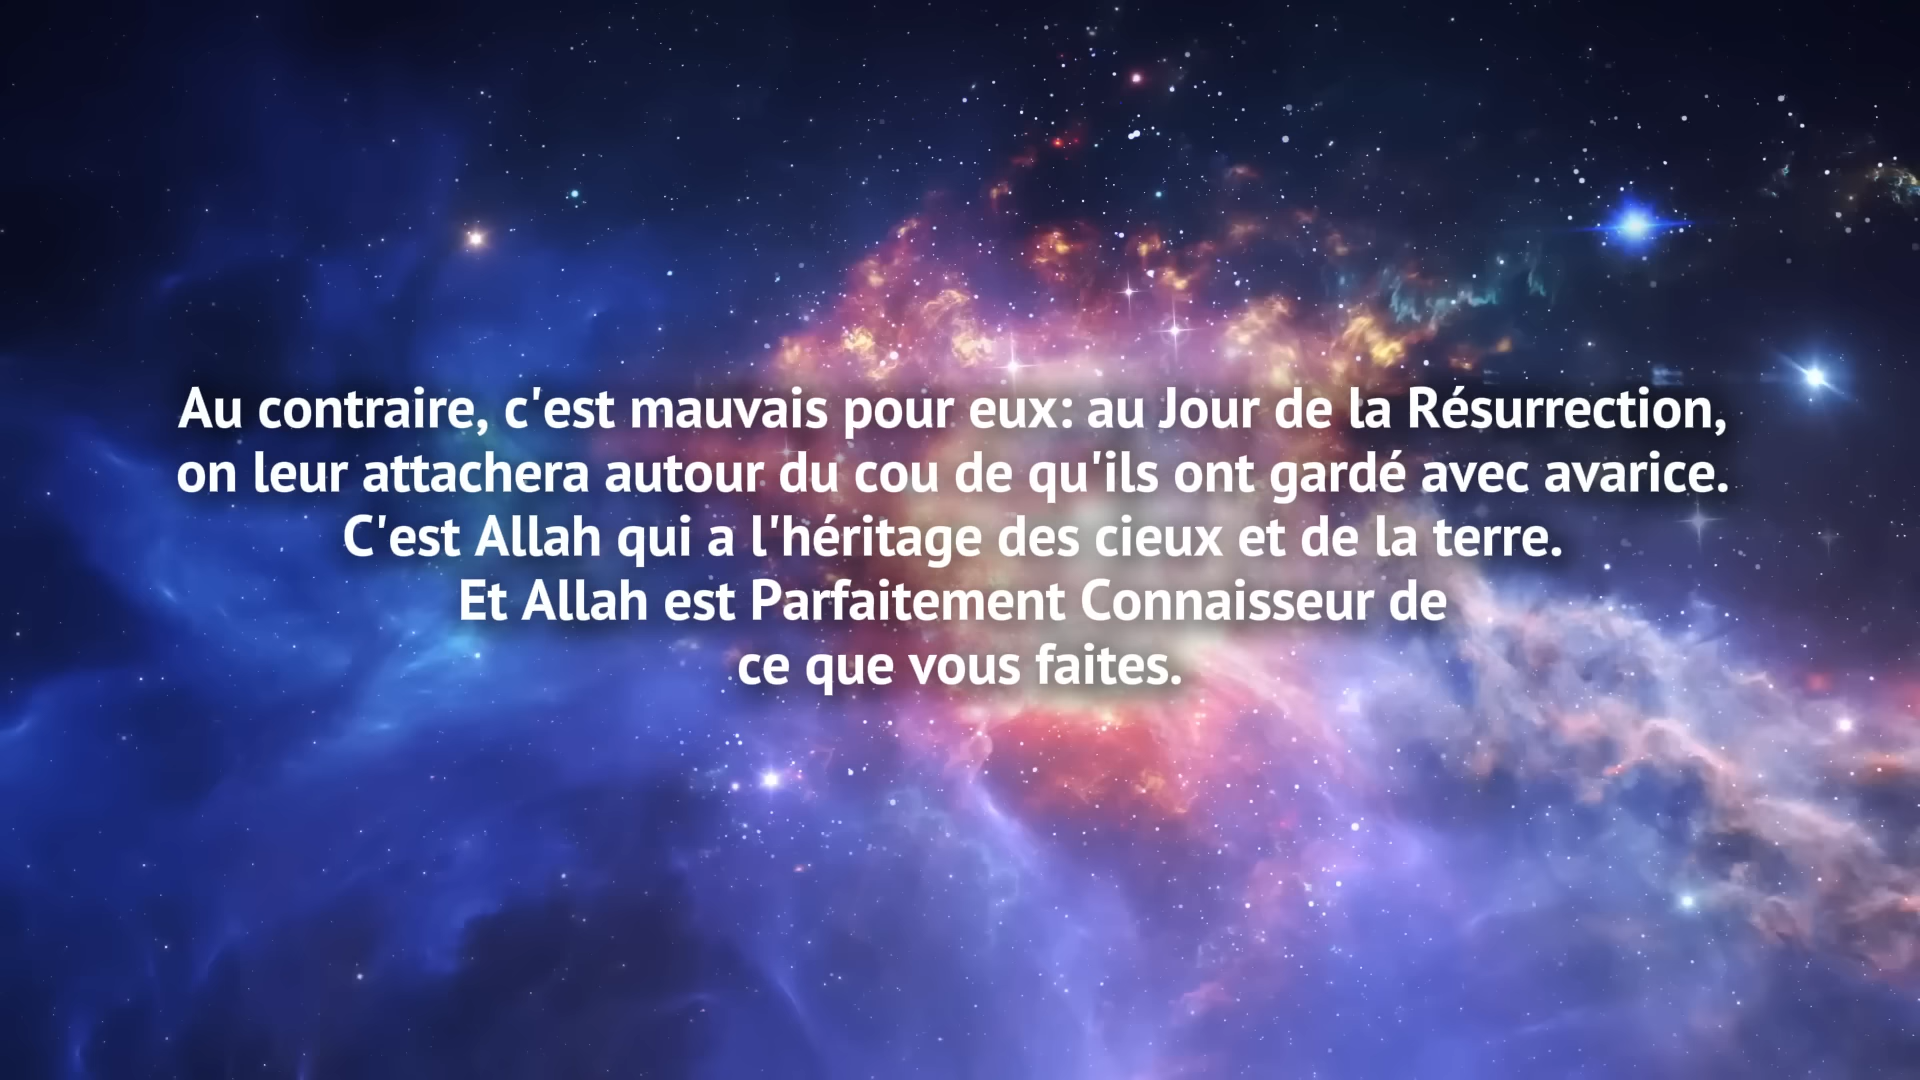 Au contraire, c'est mauvais pour eux: au Jour de la Résurrection,
on leur attachera autour du cou de qu'ils ont gardé avec avarice.
C'est Allah qui a l'héritage des cieux et de la terre.
Et Allah est Parfaitement Connaisseur de
ce que vous faites.